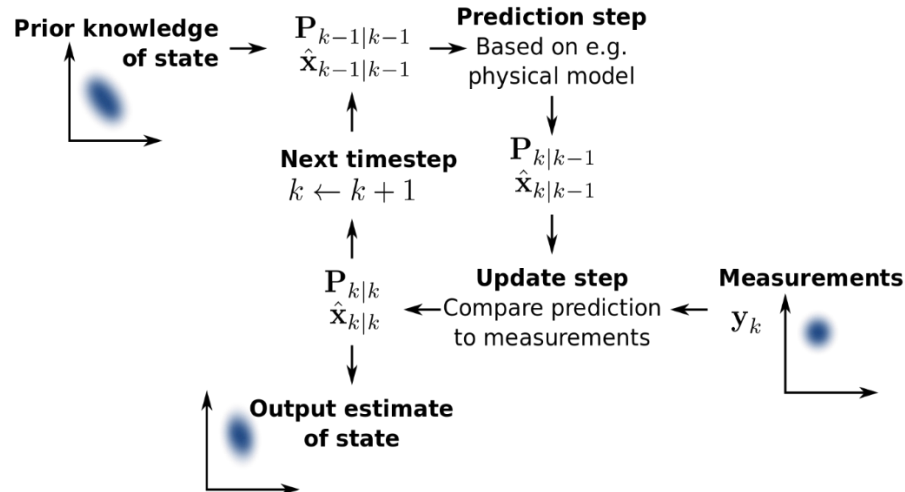 Prior knowledge
of state
P_{k−1|k−1}
x̂_{k−1|k−1}
Prediction step
Based on e.g.
physical model
P_{k|k−1}
x̂_{k|k−1}
Next timestep
k ← k + 1
P_{k|k}
x̂_{k|k}
Update step
Compare prediction
to measurements
Measurements
y_k
Output estimate
of state